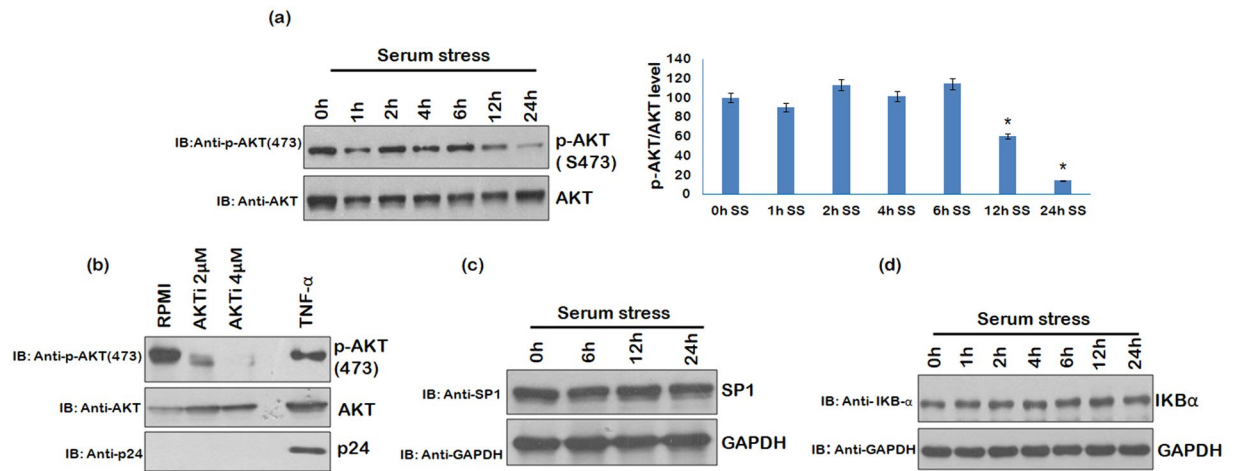 (a)
Serum stress
0h 1h 2h 4h 6h 12h 24h
IB:Anti-p-AKT(473)
p-AKT
( S473)
IB: Anti-AKT
AKT
p-AKT/AKT level
140
120
100
80
60
40
20
0
*
*
0h SS 1h SS 2h SS 4h SS 6h SS 12h SS 24h SS
(b)
RPMI AKTi 2µM AKTi 4µM TNF-α
IB: Anti-p-AKT(473)
p-AKT
(473)
IB: Anti-AKT
AKT
IB: Anti-p24
p24
(c)
Serum stress
0h 6h 12h 24h
IB: Anti-SP1
SP1
IB: Anti-GAPDH
GAPDH
(d)
Serum stress
0h 1h 2h 4h 6h 12h 24h
IB: Anti- IKB-α
IKBα
IB: Anti-GAPDH
GAPDH